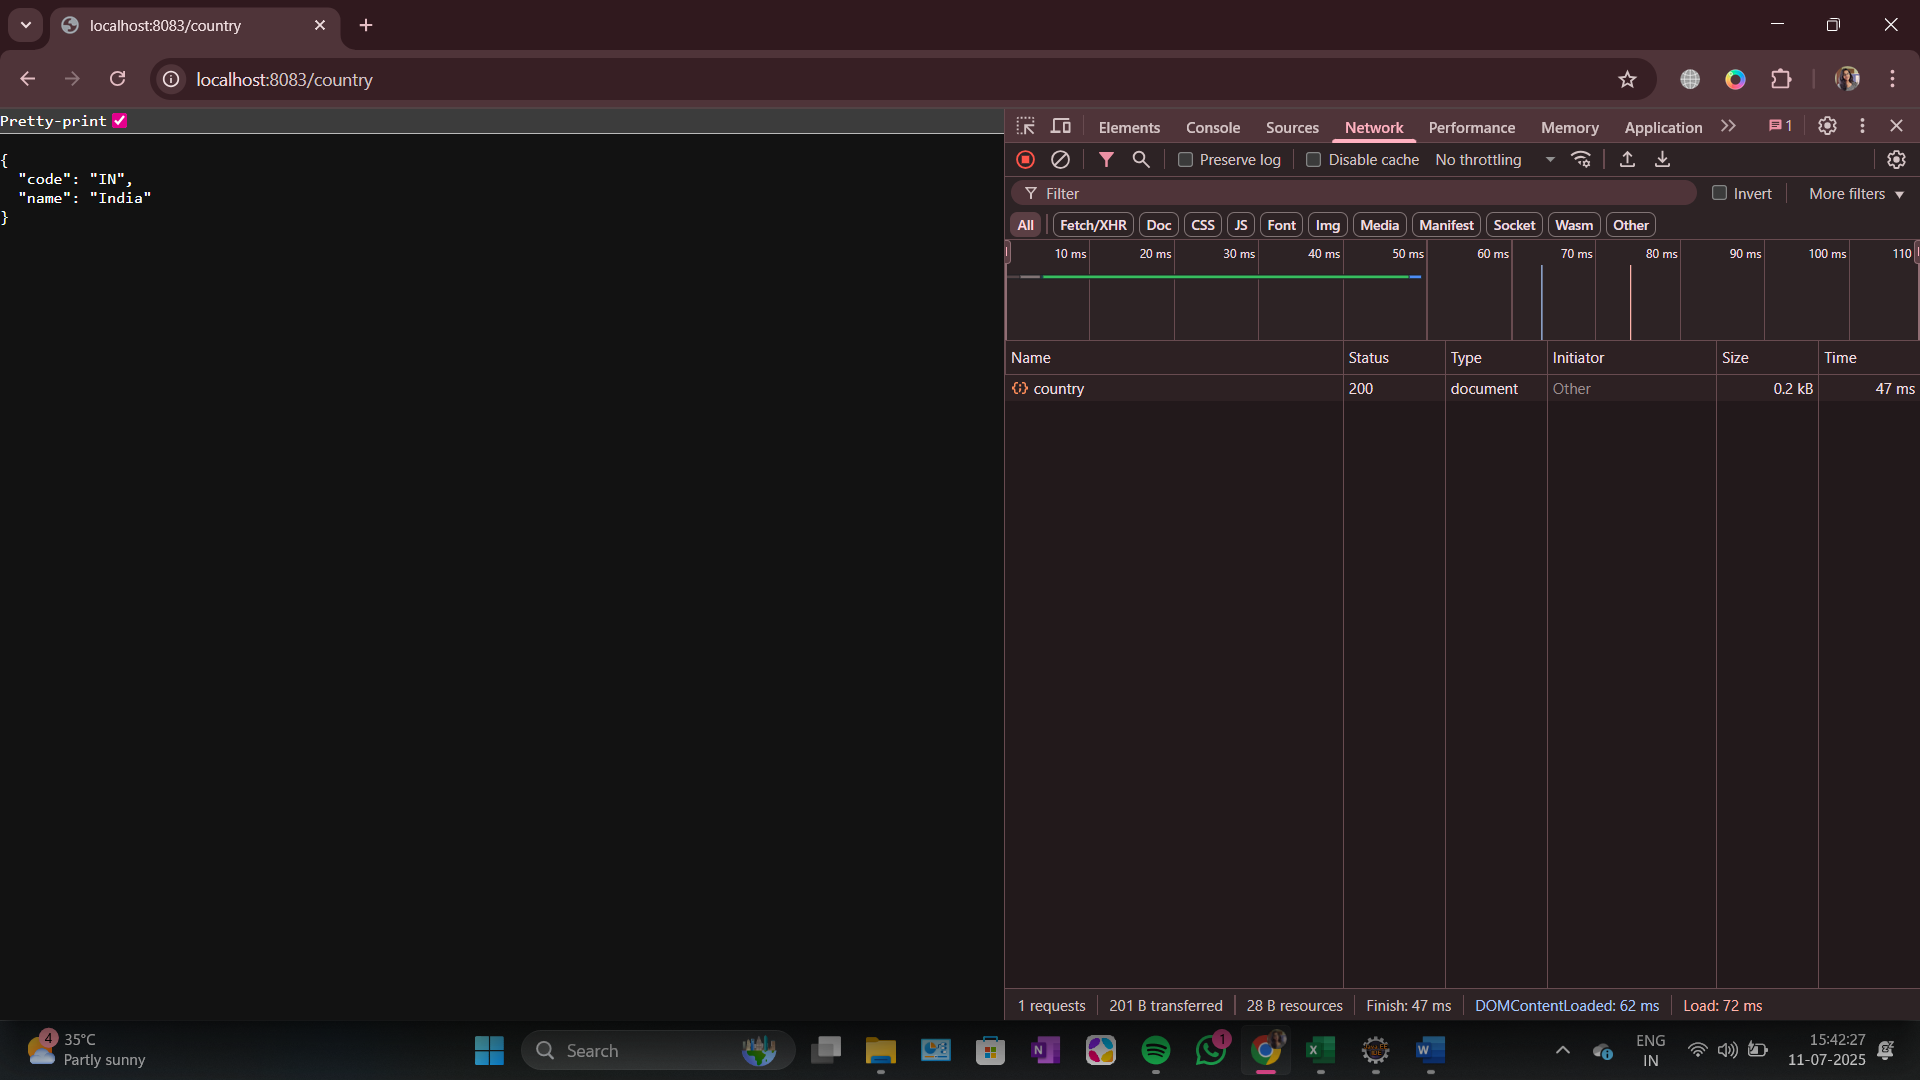 localhost:8083/country
localhost:8083/country
Pretty-print
{
"code": "IN",
"name": "India"
}
Elements Console Sources Network Performance Memory Application 1
Preserve log Disable cache No throttling
Filter Invert More filters
All Fetch/XHR Doc CSS JS Font Img Media Manifest Socket Wasm Other
10 ms 20 ms 30 ms 40 ms 50 ms 60 ms 70 ms 80 ms 90 ms 100 ms 110
Name Status Type Initiator Size Time
country 200 document Other 0.2 kB 47 ms
1 requests 201 B transferred 28 B resources Finish: 47 ms DOMContentLoaded: 62 ms Load: 72 ms
4 35°C
Partly sunny
Search
1
ENG
IN
15:42:27
11-07-2025